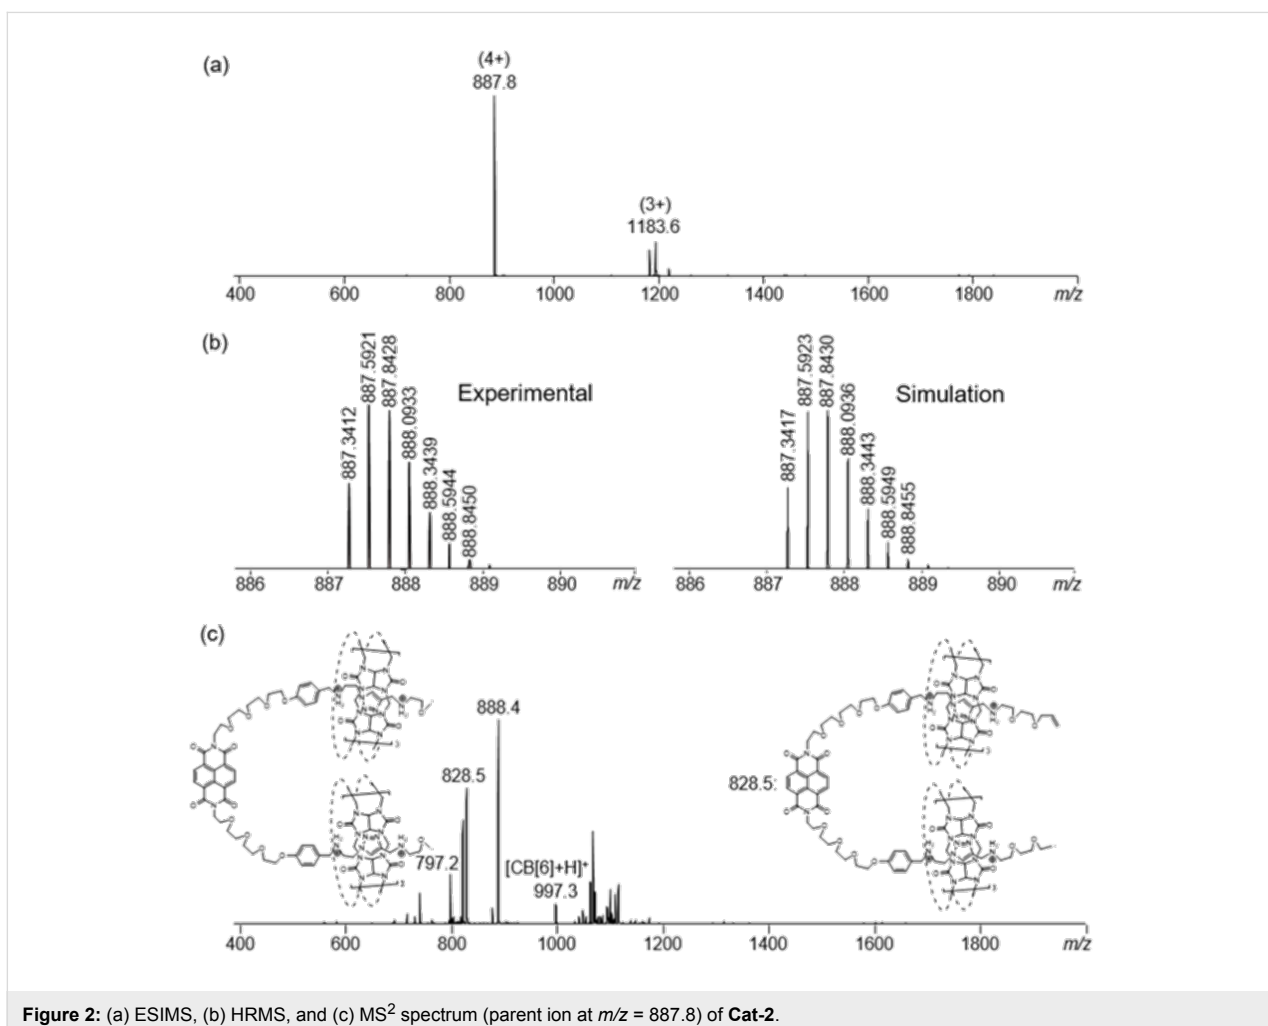 (a)
(4+)
887.8
(3+)
1183.6
400 600 800 1000 1200 1400 1600 1800 m/z
(b)
887.3412 887.5921 887.8428 888.0933 888.3439 888.5944 888.8450
Experimental
887.3417 887.5923 887.8430 888.0936 888.3443 888.5949 888.8455
Simulation
886 887 888 889 890 m/z
886 887 888 889 890 m/z
(c)
888.4
828.5
828.5:
797.2
[CB[6]+H]⁺
997.3
400 600 800 1000 1200 1400 1600 1800 m/z
Figure 2: (a) ESIMS, (b) HRMS, and (c) MS² spectrum (parent ion at m/z = 887.8) of Cat-2.